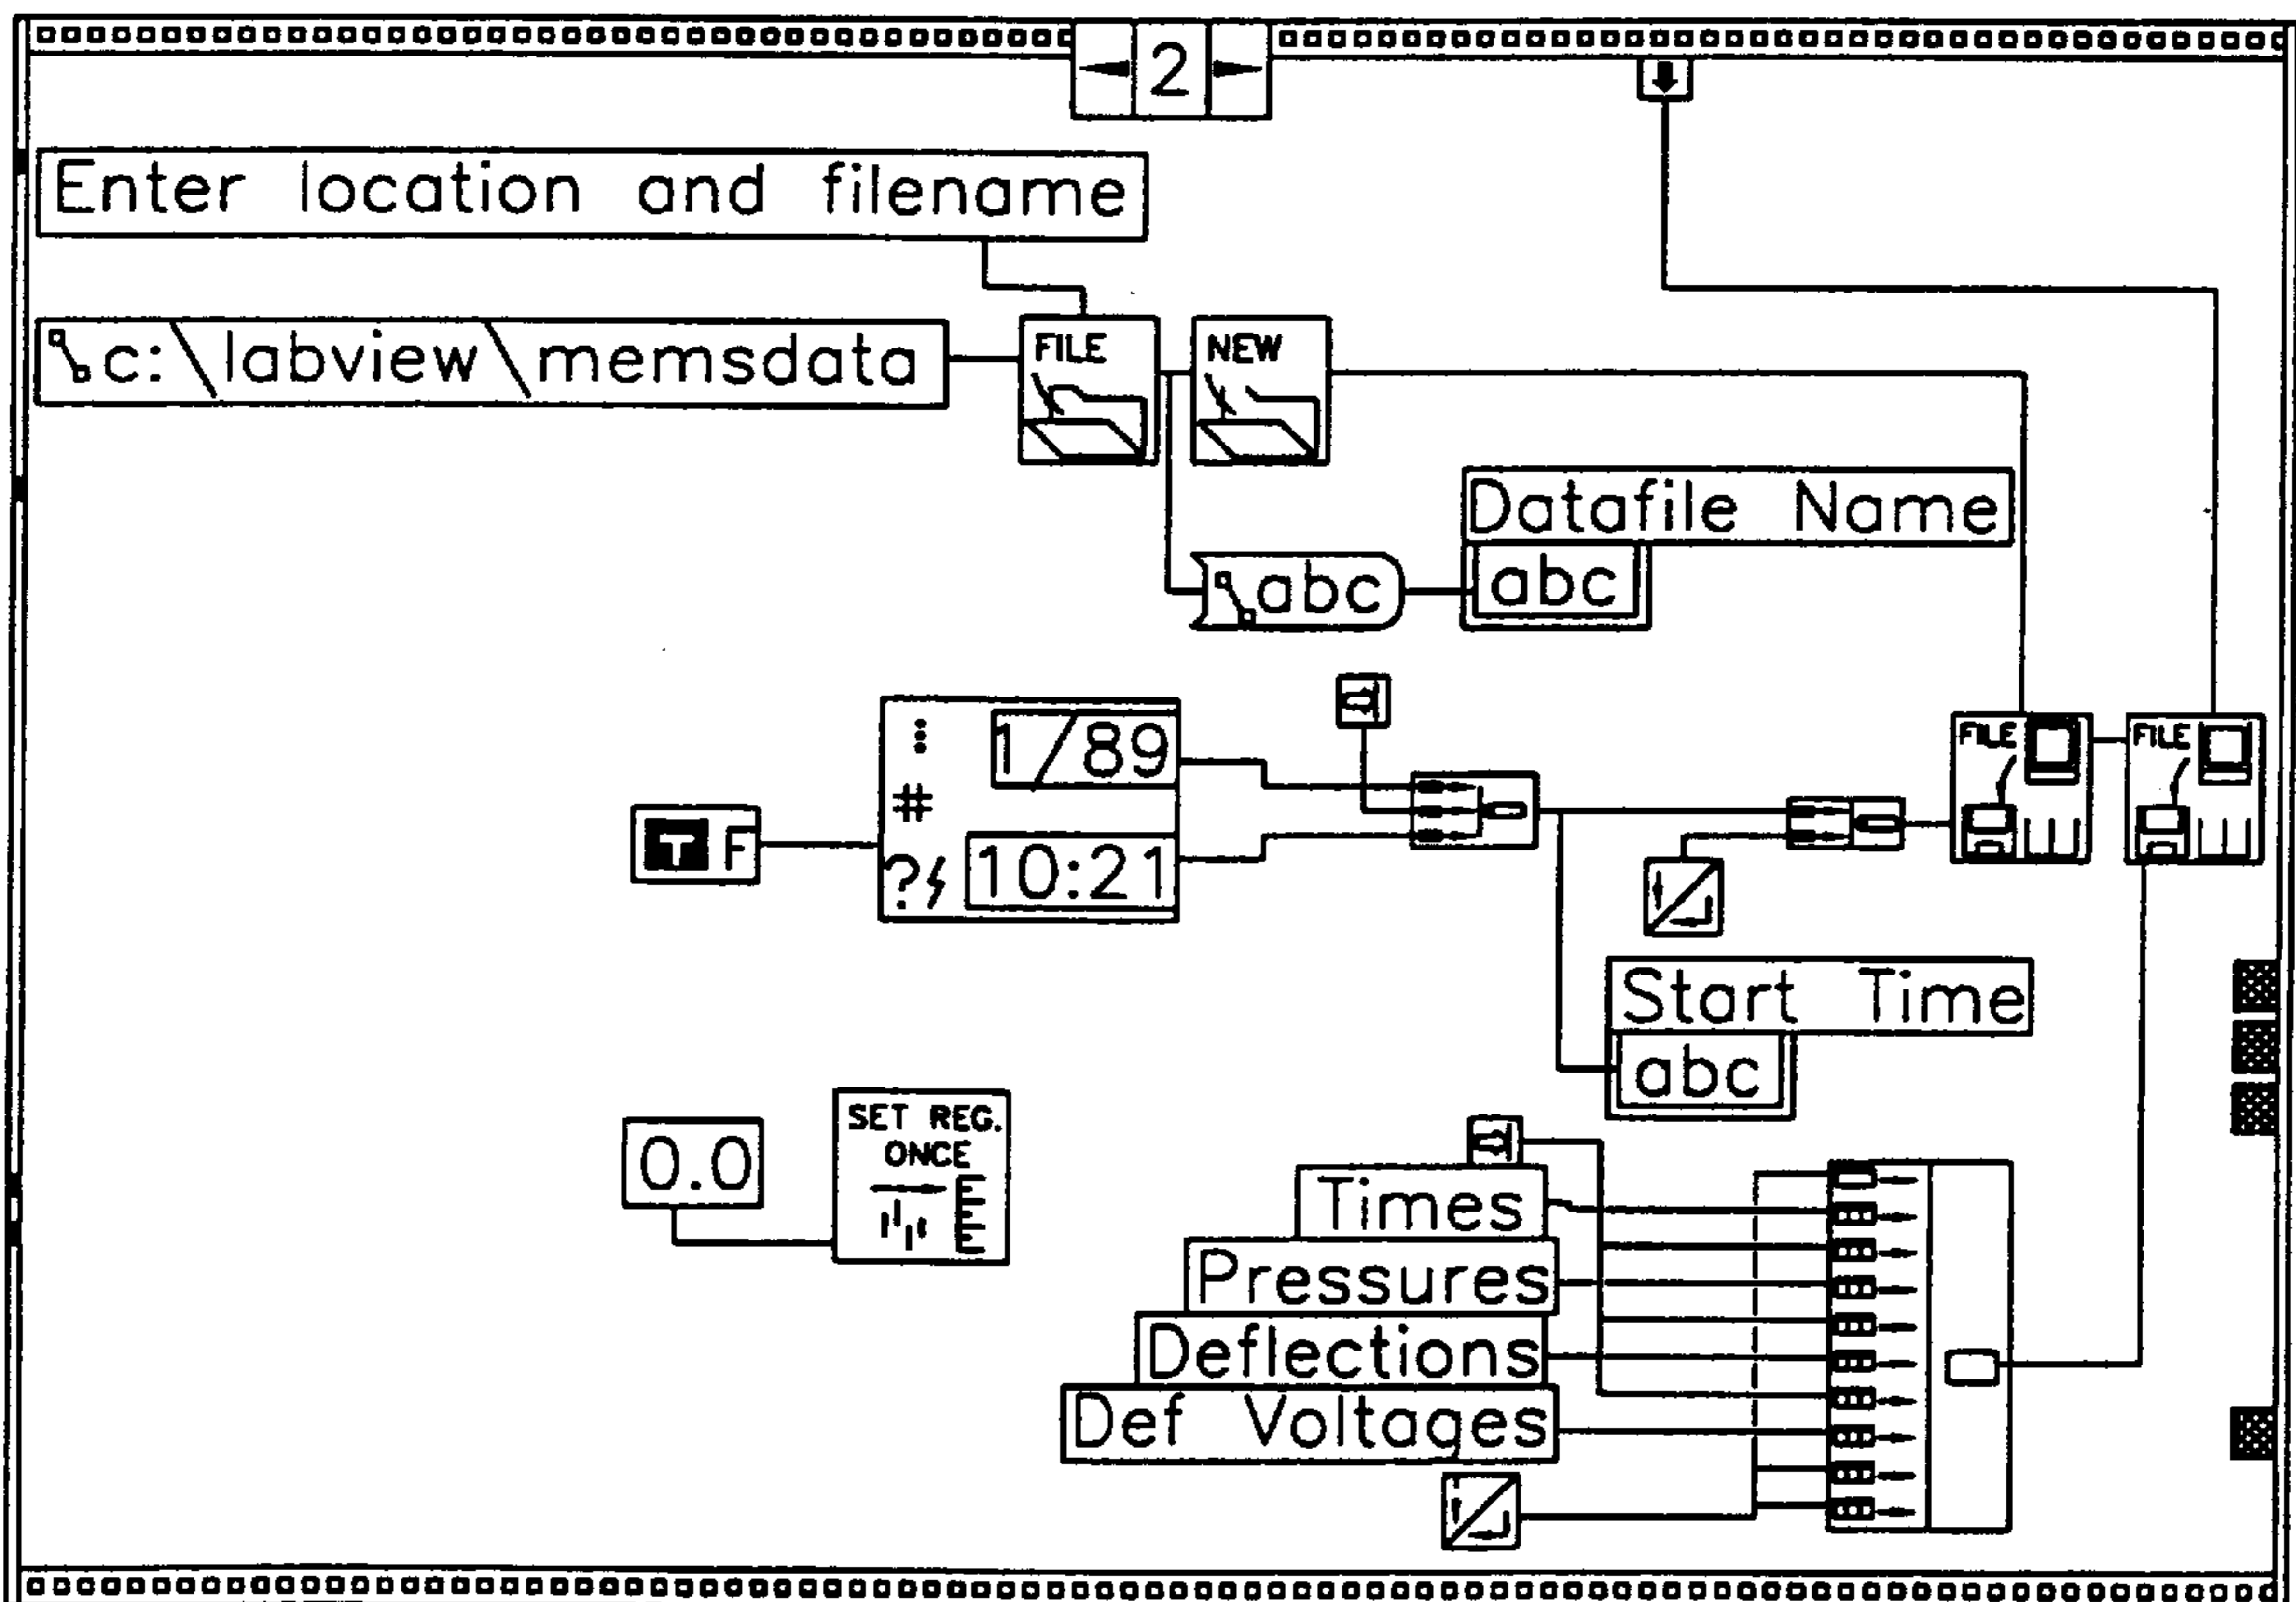 2
Enter location and filename
c:\labview\memsdata
FILE
NEW
Datafile Name
abc
abc
1/89
#
?
10:21
T F
FILE
FILE
Start Time
abc
SET REG.
ONCE
0.0
Times
Pressures
Deflections
Def Voltages